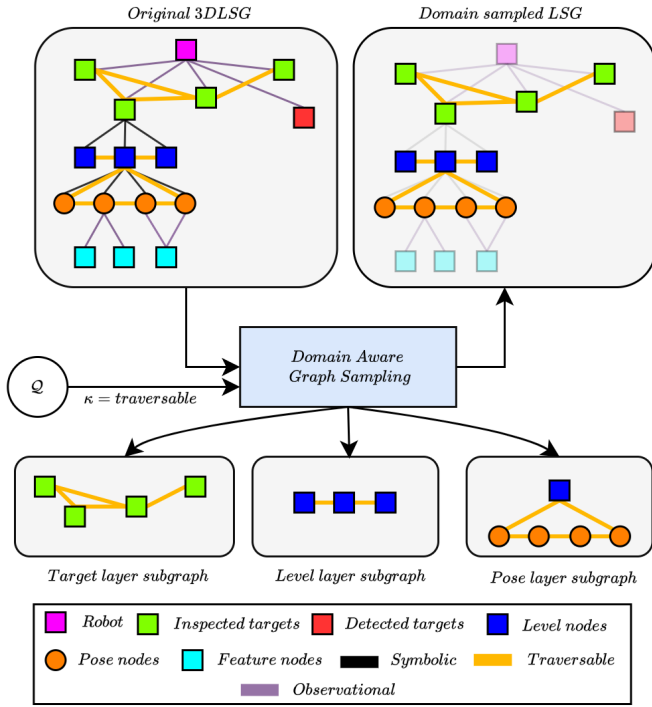 Original 3DLSG
Domain sampled LSG
Domain Aware
Graph Sampling
𝒬
κ = traversable
Target layer subgraph
Level layer subgraph
Pose layer subgraph
Robot
Inspected targets
Detected targets
Level nodes
Pose nodes
Feature nodes
Symbolic
Traversable
Observational